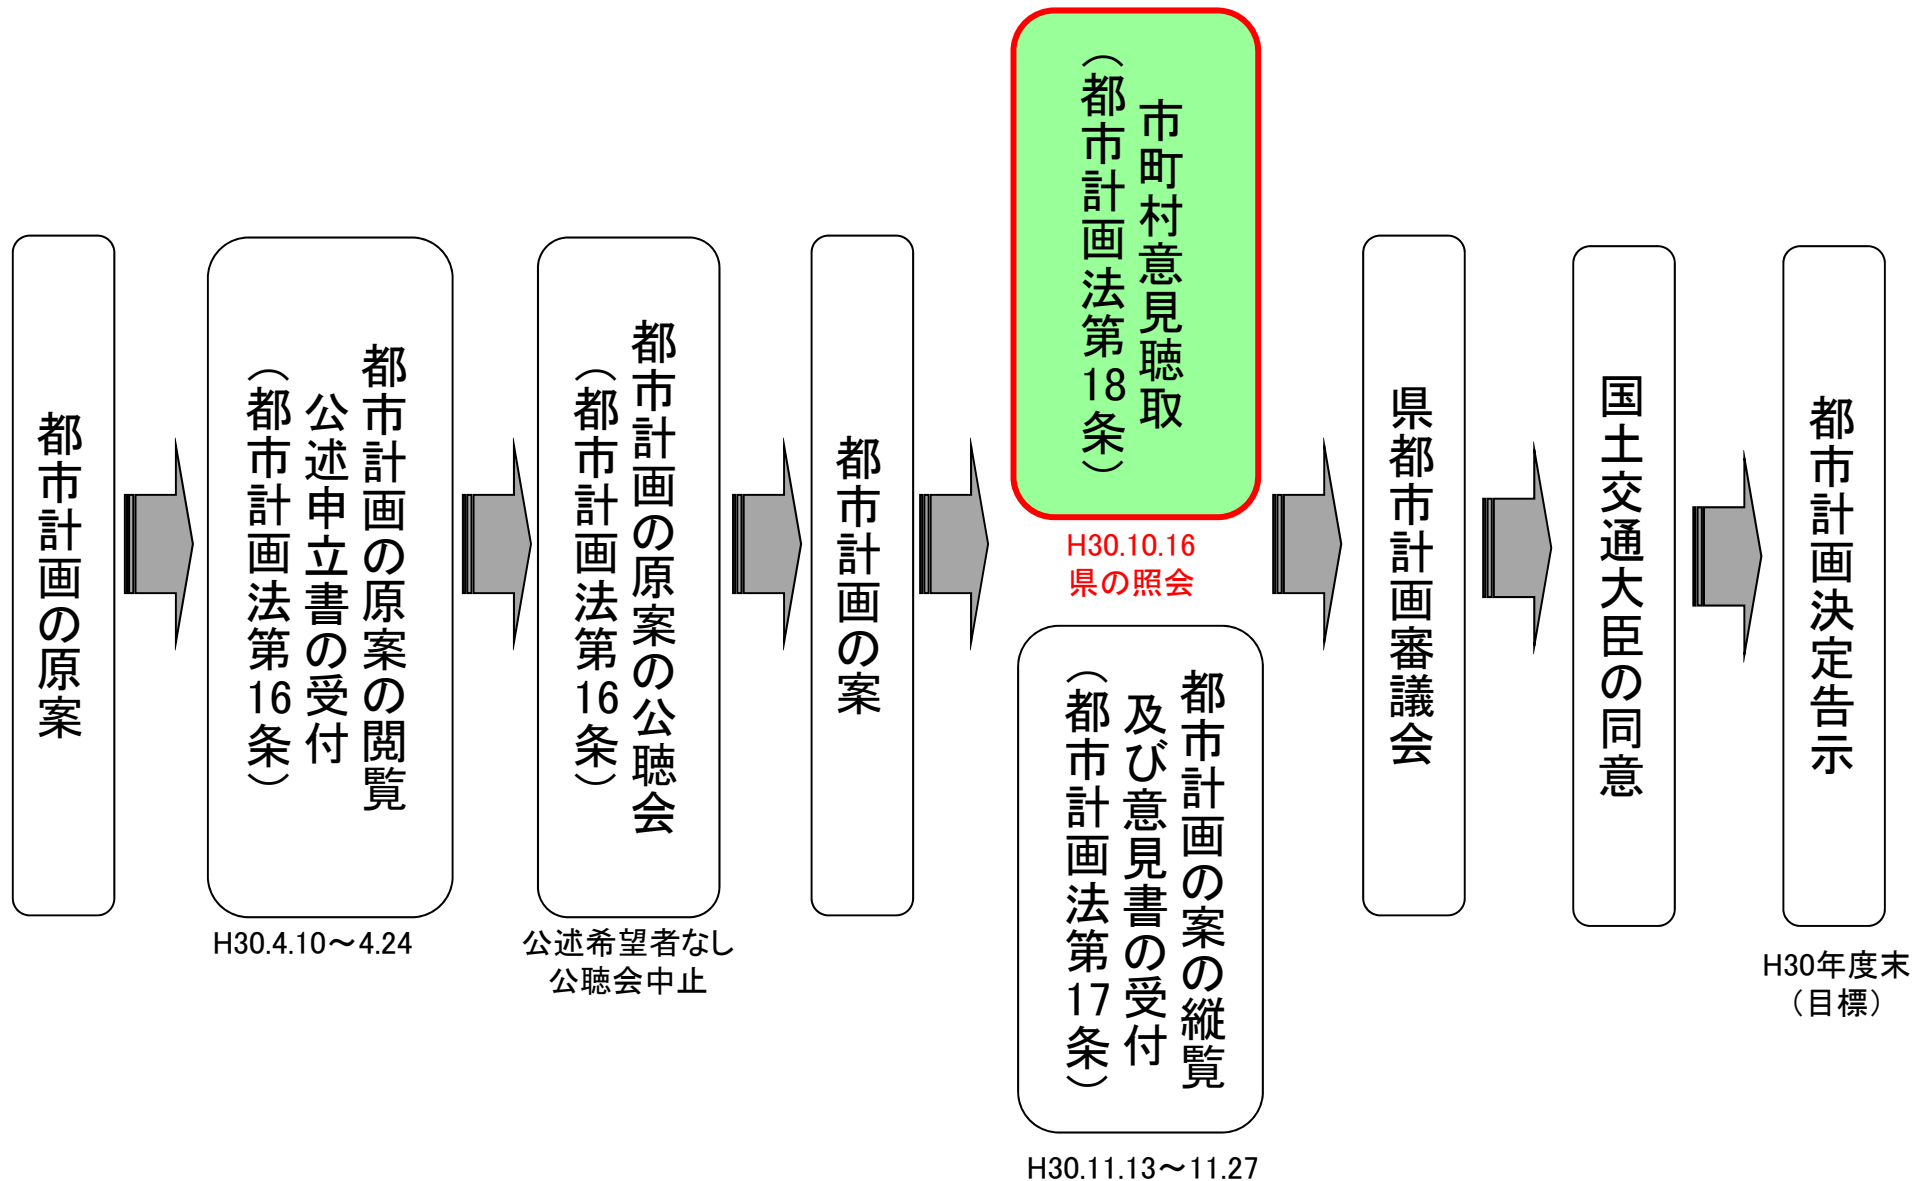 都市計画の原案
都市計画の原案の閲覧
公述申立書の受付
（都市計画法第16条）
H30.4.10～4.24
都市計画の原案の公聴会
（都市計画法第16条）
公述希望者なし
公聴会中止
都市計画の案
市町村意見聴取
（都市計画法第18条）
H30.10.16
県の照会
都市計画の案の縦覧
及び意見書の受付
（都市計画法第17条）
H30.11.13～11.27
県都市計画審議会
国土交通大臣の同意
都市計画決定告示
H30年度末
（目標）